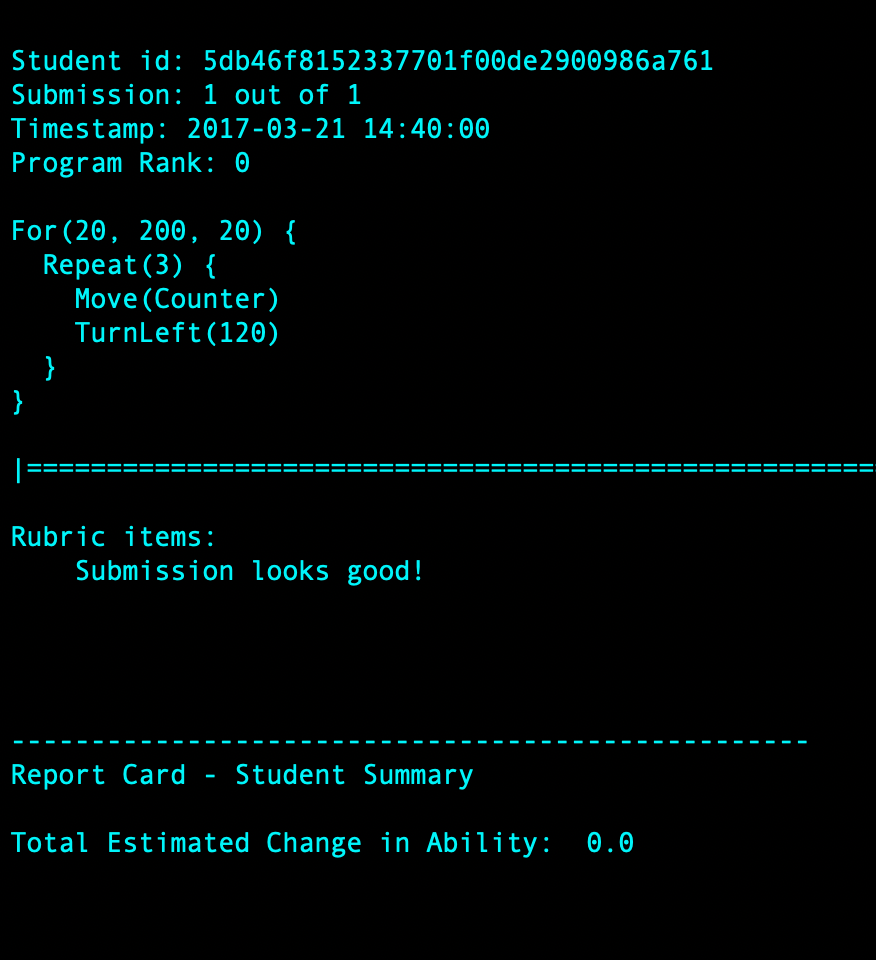 Student id: 5db46f8152337701f00de2900986a761
Submission: 1 out of 1
Timestamp: 2017-03-21 14:40:00
Program Rank: 0
For(20, 200, 20) {
  Repeat(3) {
    Move(Counter)
    TurnLeft(120)
  }
}
|=====================================================
Rubric items:
    Submission looks good!
--------------------------------------------------
Report Card - Student Summary
Total Estimated Change in Ability:  0.0